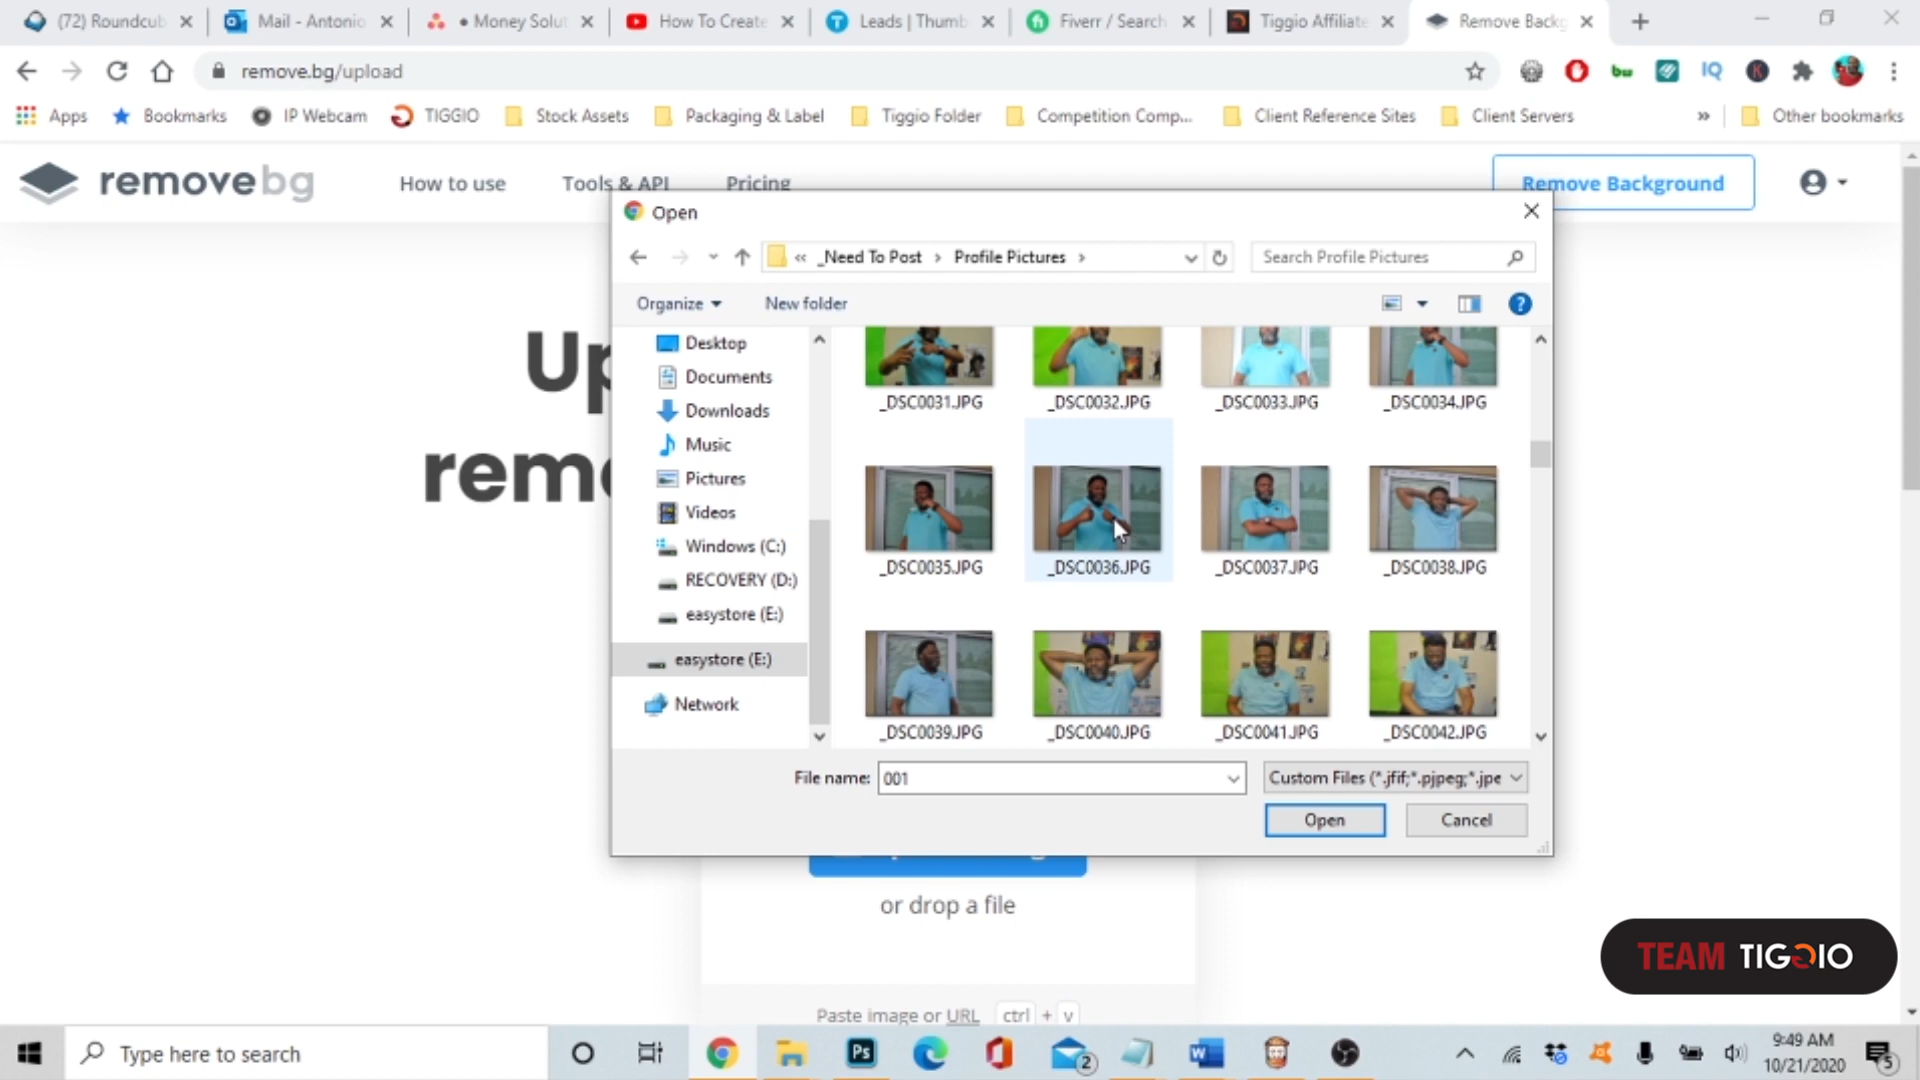 (72) Roundcub
Mail - Antonio
• Money Solut
How To Create
Leads | Thumb
Fiverr / Search
Tiggio Affiliate
Remove Backg
remove.bg/upload
Apps
Bookmarks
IP Webcam
TIGGIO
Stock Assets
Packaging & Label
Tiggio Folder
Competition Comp...
Client Reference Sites
Client Servers
»
Other bookmarks
removebg
How to use
Tools & API
Pricing
Remove Background
Open
« _Need To Post › Profile Pictures ›
Search Profile Pictures
Organize
New folder
Desktop
Documents
Downloads
Music
Pictures
Videos
Windows (C:)
RECOVERY (D:)
easystore (E:)
easystore (E:)
Network
_DSC0031.JPG
_DSC0032.JPG
_DSC0033.JPG
_DSC0034.JPG
_DSC0035.JPG
_DSC0036.JPG
_DSC0037.JPG
_DSC0038.JPG
_DSC0039.JPG
_DSC0040.JPG
_DSC0041.JPG
_DSC0042.JPG
File name: 001
Custom Files (*.jfif;*.pjpeg;*.jpe
Open
Cancel
or drop a file
Paste image or URL ctrl + v
TEAM TIGGIO
Type here to search
Ps
2
9:49 AM
10/21/2020
5